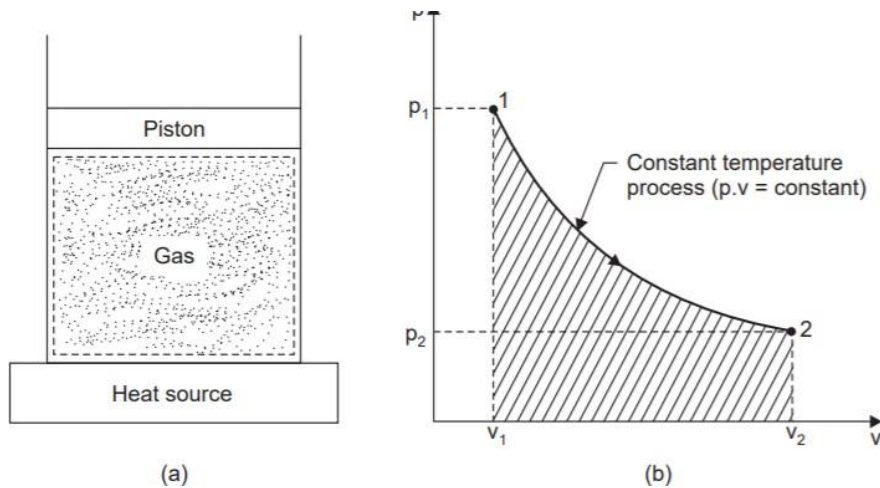 Piston
Gas
Heat source
(a)
p
p1
1
Constant temperature
process (p.v = constant)
p2
2
v1
v2
v
(b)